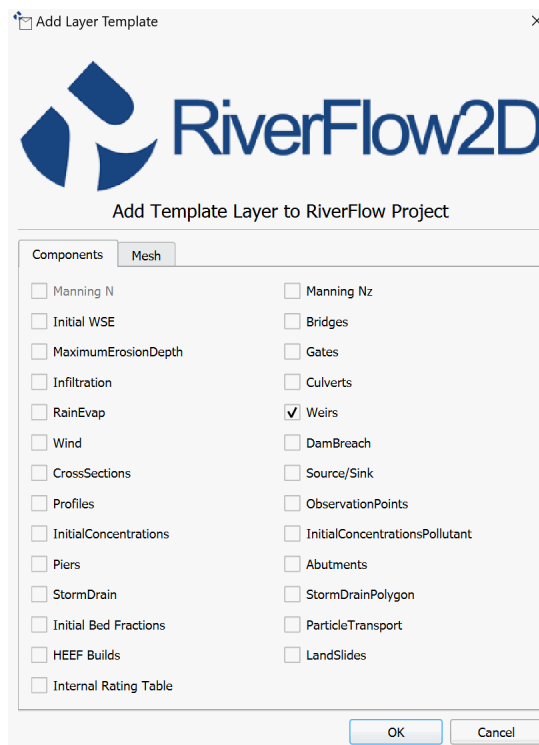 Add Layer Template
RiverFlow2D
Add Template Layer to RiverFlow Project
Components Mesh
Manning N Manning Nz
Initial WSE Bridges
MaximumErosionDepth Gates
Infiltration Culverts
RainEvap Weirs
Wind DamBreach
CrossSections Source/Sink
Profiles ObservationPoints
InitialConcentrations InitialConcentrationsPollutant
Piers Abutments
StormDrain StormDrainPolygon
Initial Bed Fractions ParticleTransport
HEEF Builds LandSlides
Internal Rating Table
OK Cancel